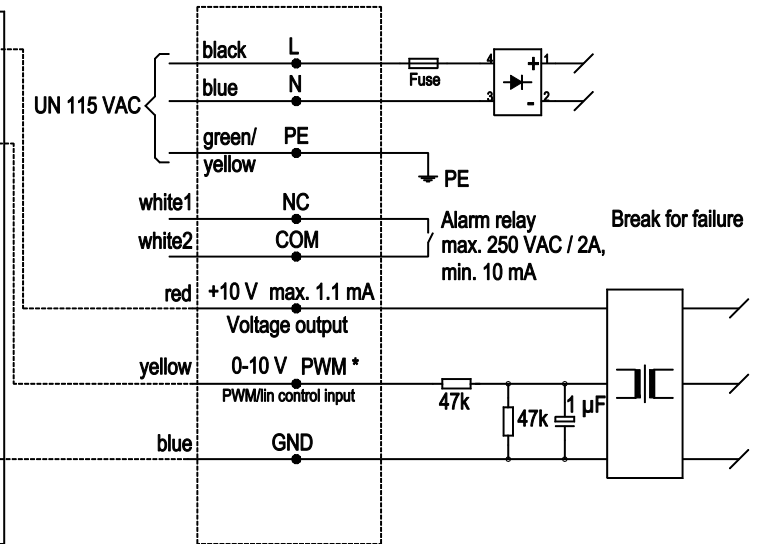 UN 115 VAC
black L
Fuse
4 + 1
blue N
3 - 2
green/
yellow
PE
PE
white1 NC
white2 COM
Alarm relay
max. 250 VAC / 2A,
min. 10 mA
Break for failure
red +10 V max. 1.1 mA
Voltage output
yellow 0-10 V PWM *
PWM/lin control input
47k
47k
1 µF
blue GND